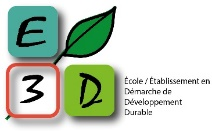 E
3 D
École / Établissement en
Démarche de
Développement
Durable